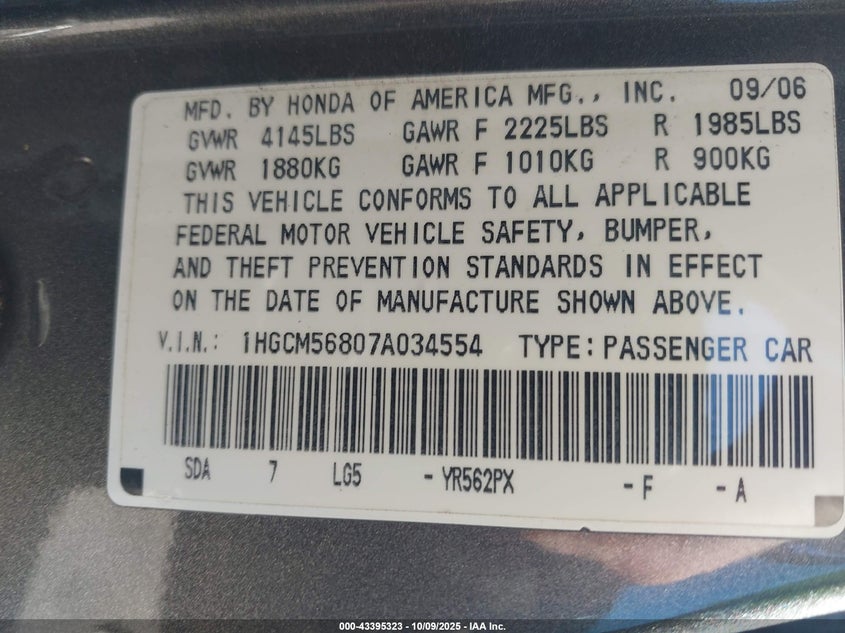 MFD. BY HONDA OF AMERICA MFG., INC. 09/06
GVWR 4145LBS GAWR F 2225LBS R 1985LBS
GVWR 1880KG GAWR F 1010KG R 900KG
THIS VEHICLE CONFORMS TO ALL APPLICABLE
FEDERAL MOTOR VEHICLE SAFETY, BUMPER,
AND THEFT PREVENTION STANDARDS IN EFFECT
ON THE DATE OF MANUFACTURE SHOWN ABOVE.
V.I.N.: 1HGCM56807A034554 TYPE: PASSENGER CAR
SDA 7 LG5 - YR562PX - F - A
000-43395323 - 10/09/2025 - IAA Inc.